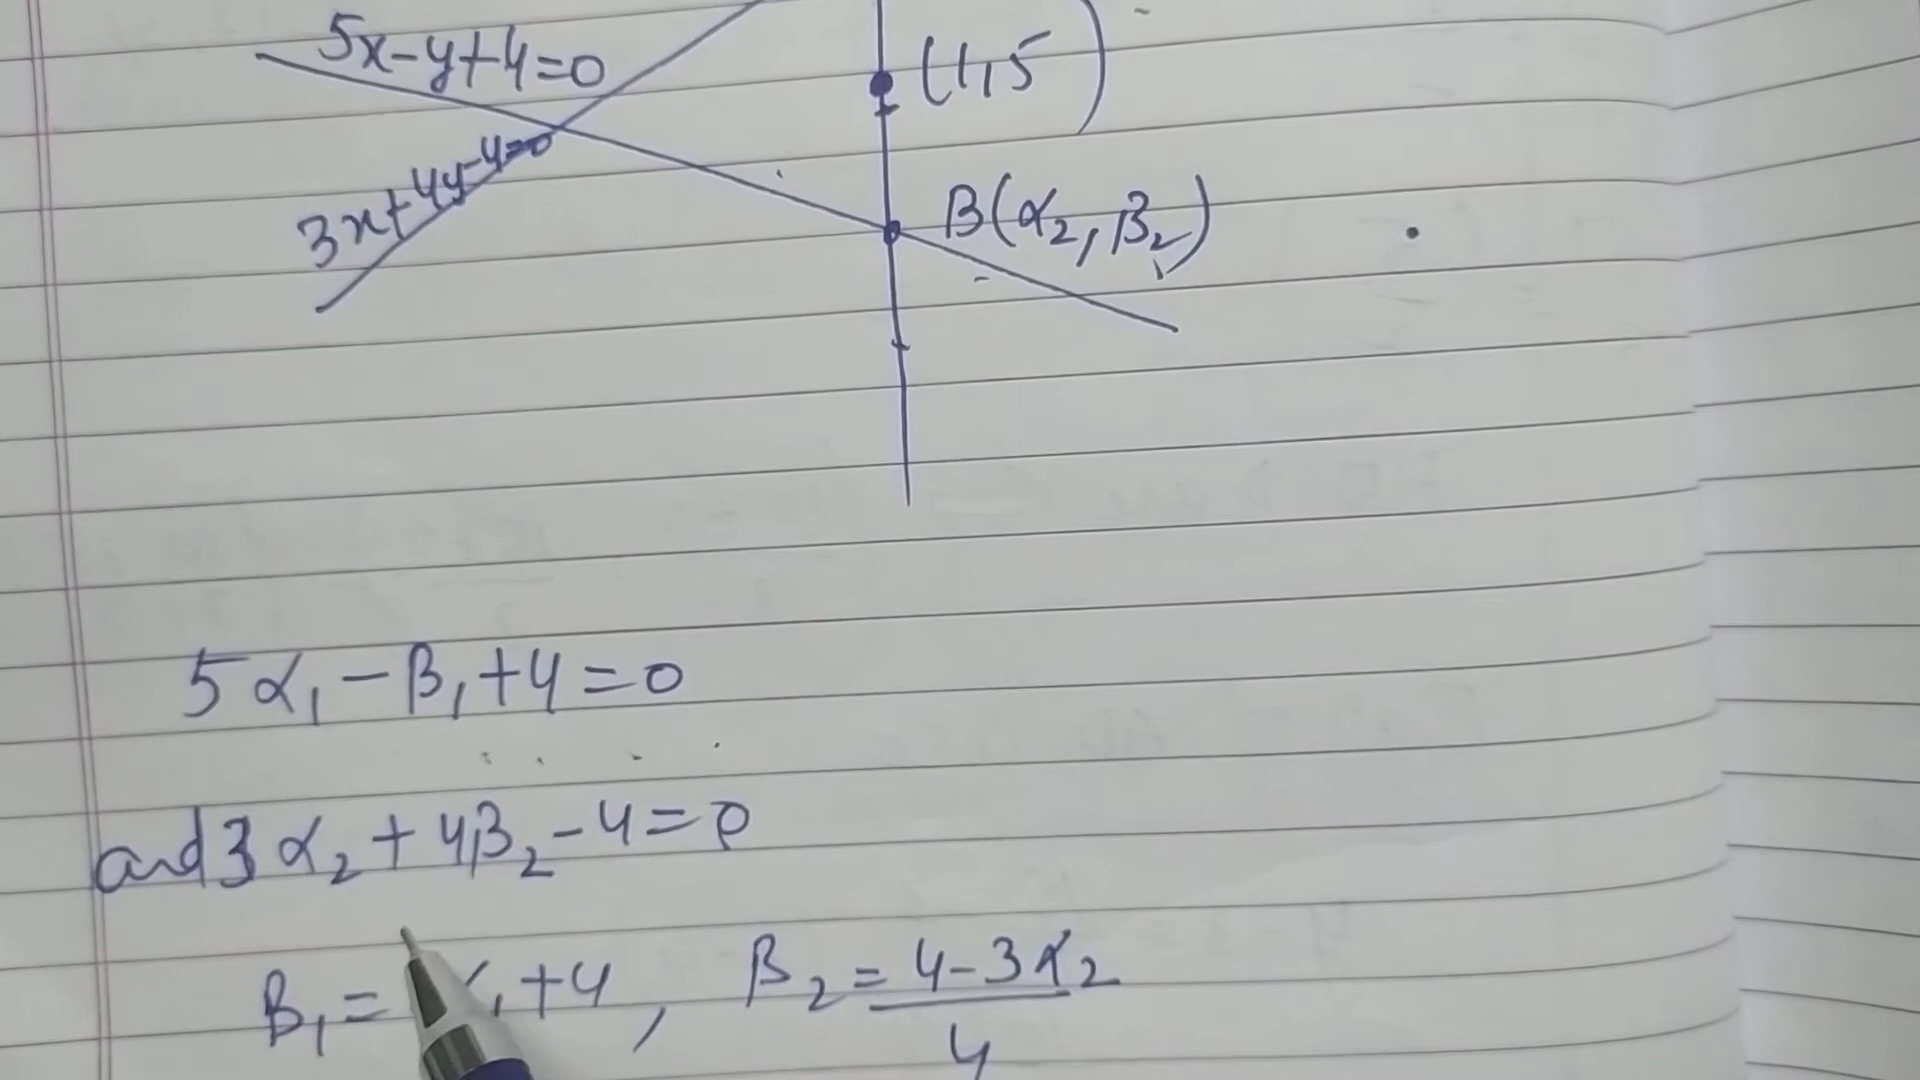 5x-y+4=0
(1,5)
3x+4y-4=0
B(α₂, β₂)
5α₁-β₁+4=0
and 3α₂+4β₂-4=0
β₁= α₁+4, β₂=(4-3α₂)/4